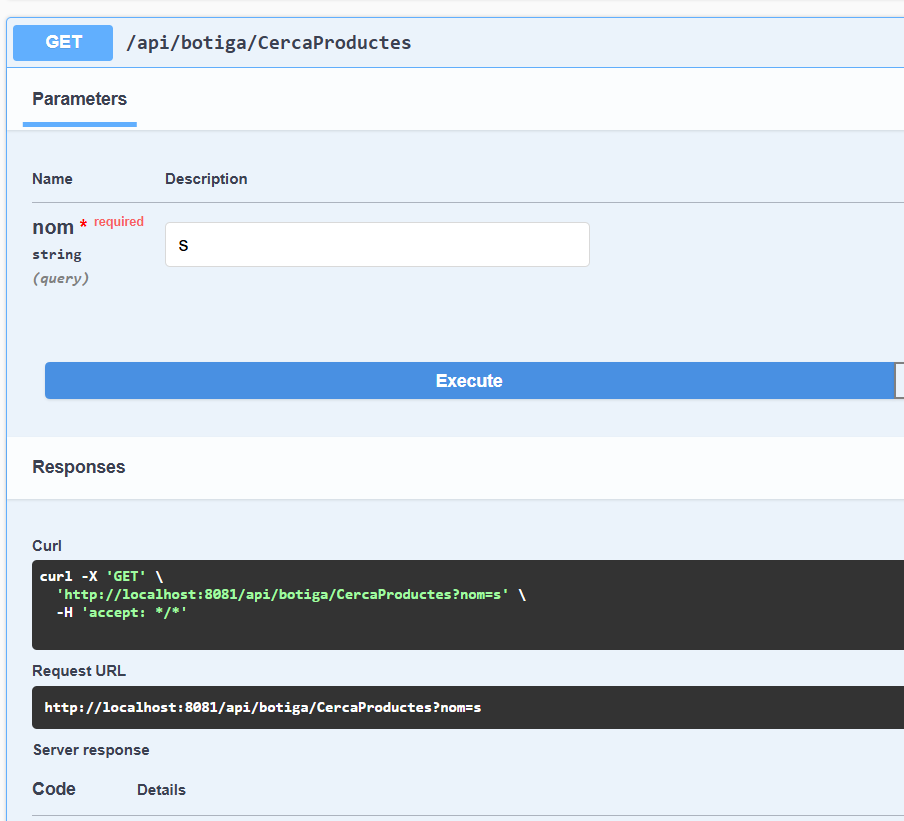 GET /api/botiga/CercaProductes
Parameters
Name Description
nom * required
string
(query)
s
Execute
Responses
Curl
curl -X 'GET' \
'http://localhost:8081/api/botiga/CercaProductes?nom=s' \
-H 'accept: */*'
Request URL
http://localhost:8081/api/botiga/CercaProductes?nom=s
Server response
Code Details